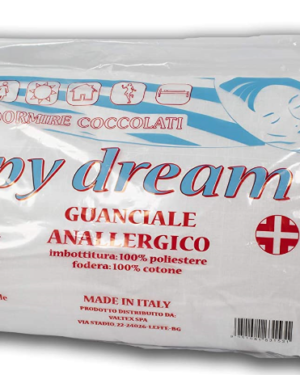 DORMIRE COCCOLATI
py dream
GUANCIALE
ANALLERGICO
imbottitura:100% poliestere
fodera:100% cotone
MADE IN ITALY
PRODOTTO DISTRIBUITO DA:
VALTEX SPA